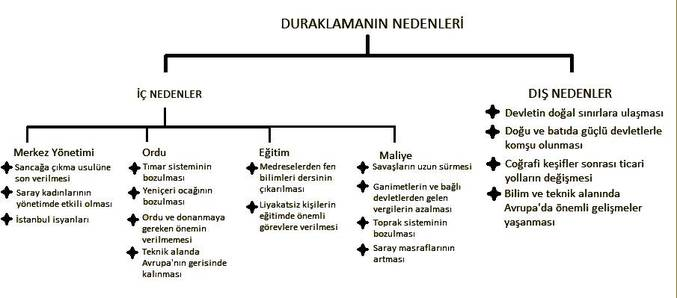 DURAKLAMANIN NEDENLERİ
İÇ NEDENLER
Merkez Yönetimi
Sancağa çıkma usulüne
son verilmesi
Saray kadınlarının
yönetimde etkili olması
İstanbul isyanları
Ordu
Tımar sisteminin
bozulması
Yeniçeri ocağının
bozulması
Ordu ve donanmaya
gereken önemin
verilmemesi
Teknik alanda
Avrupa'nın gerisinde
kalınması
Eğitim
Medreselerden fen
bilimleri dersinin
çıkarılması
Liyakatsiz kişilerin
eğitimde önemli
görevlere verilmesi
Maliye
Savaşların uzun sürmesi
Ganimetlerin ve bağlı
devletlerden gelen
vergilerin azalması
Toprak sisteminin
bozulması
Saray masraflarının
artması
DIŞ NEDENLER
Devletin doğal sınırlara ulaşması
Doğu ve batıda güçlü devletlerle
komşu olunması
Coğrafi keşifler sonrası ticari
yolların değişmesi
Bilim ve teknik alanında
Avrupa'da önemli gelişmeler
yaşanması